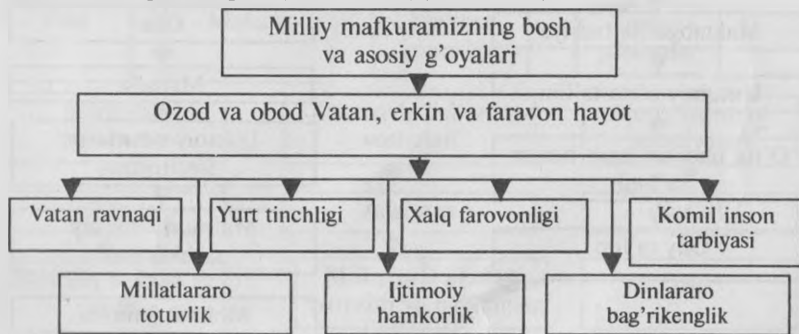 Milliy mafkuramizning bosh
va asosiy g'oyalari
Ozod va obod Vatan, erkin va faravon hayot
Vatan ravnaqi
Yurt tinchligi
Xalq farovonligi
Komil inson
tarbiyasi
Millatlararo
totuvlik
Ijtimoiy
hamkorlik
Dinlararo
bag'rikenglik